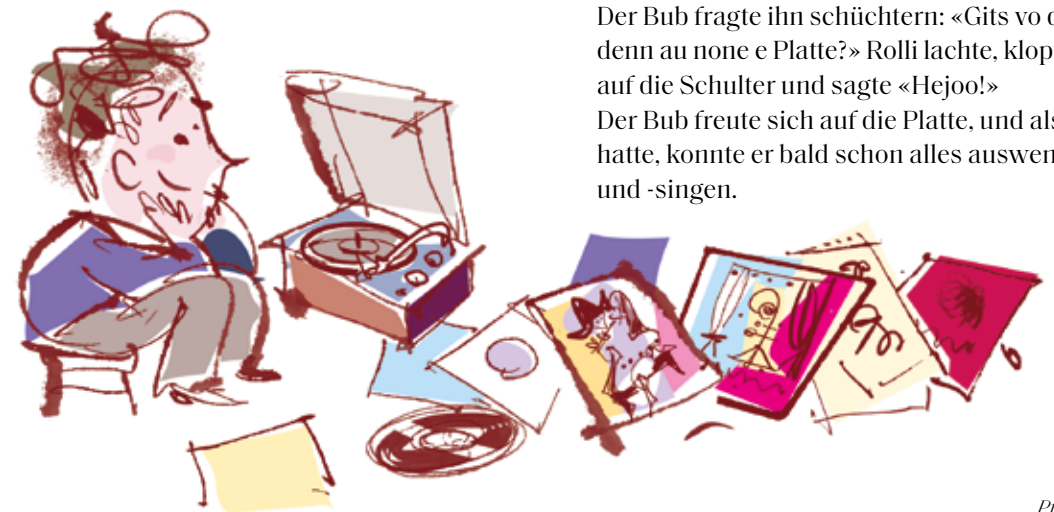 Der Bub fragte ihn schüchtern: «Gits vo
denn au none e Platte?» Rolli lachte,
auf die Schulter und sagte «Hejoo!»
Der Bub freute sich auf die Platte, und
hatte, konnte er bald schon alles
und -singen.